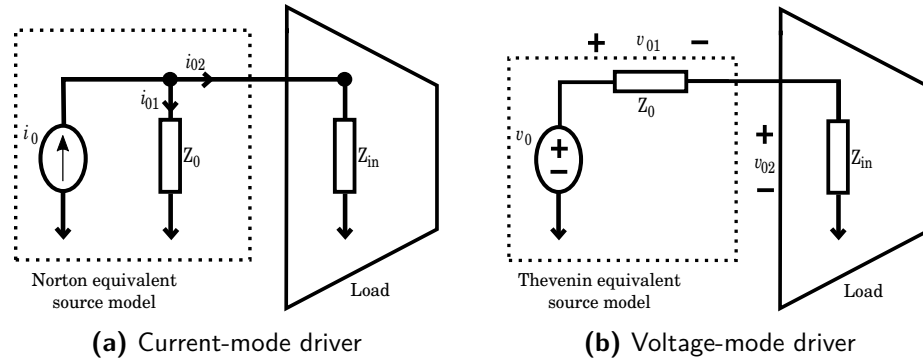 i02
i01
i0
Z0
Zin
Norton equivalent
source model
Load
(a) Current-mode driver
+ v01 −
Z0
v0
+
−
+
v02
−
Zin
Thevenin equivalent
source model
Load
(b) Voltage-mode driver